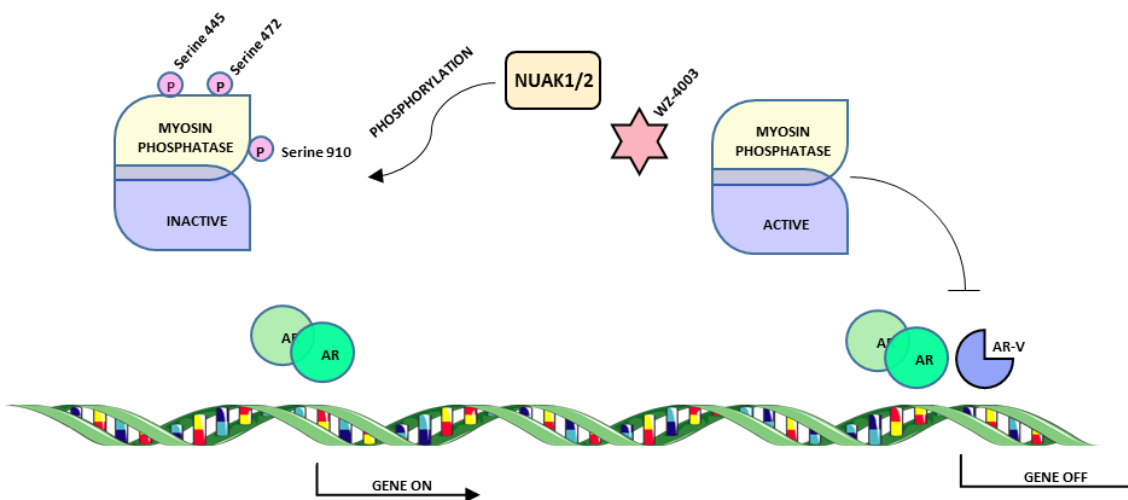 Serine 445
Serine 472
P
P
MYOSIN
PHOSPHATASE
P
Serine 910
INACTIVE
PHOSPHORYLATION
NUAK1/2
WZ-4003
MYOSIN
PHOSPHATASE
ACTIVE
AR
AR
AR
AR-V
GENE ON
GENE OFF